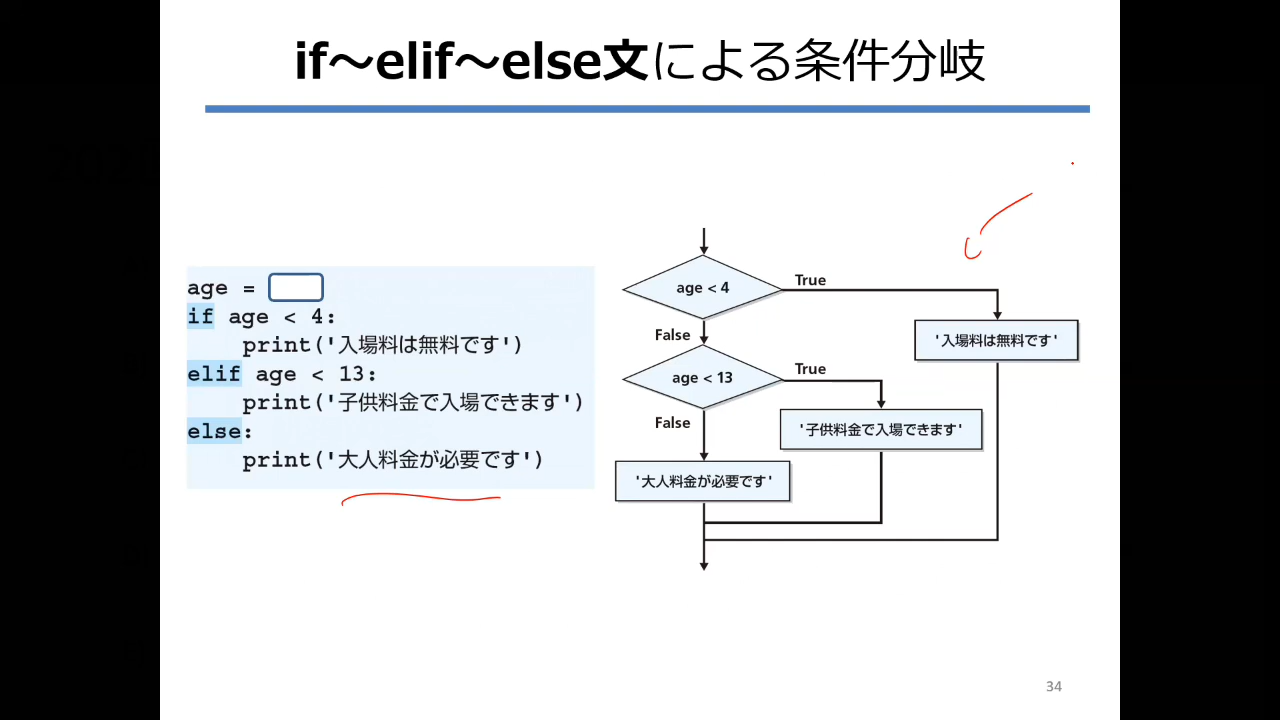 if～elif～else文による条件分岐
age =
if age < 4:
print('入場料は無料です')
elif age < 13:
print('子供料金で入場できます')
else:
print('大人料金が必要です')
age < 4
True
'入場料は無料です'
False
age < 13
True
'子供料金で入場できます'
False
'大人料金が必要です'
34